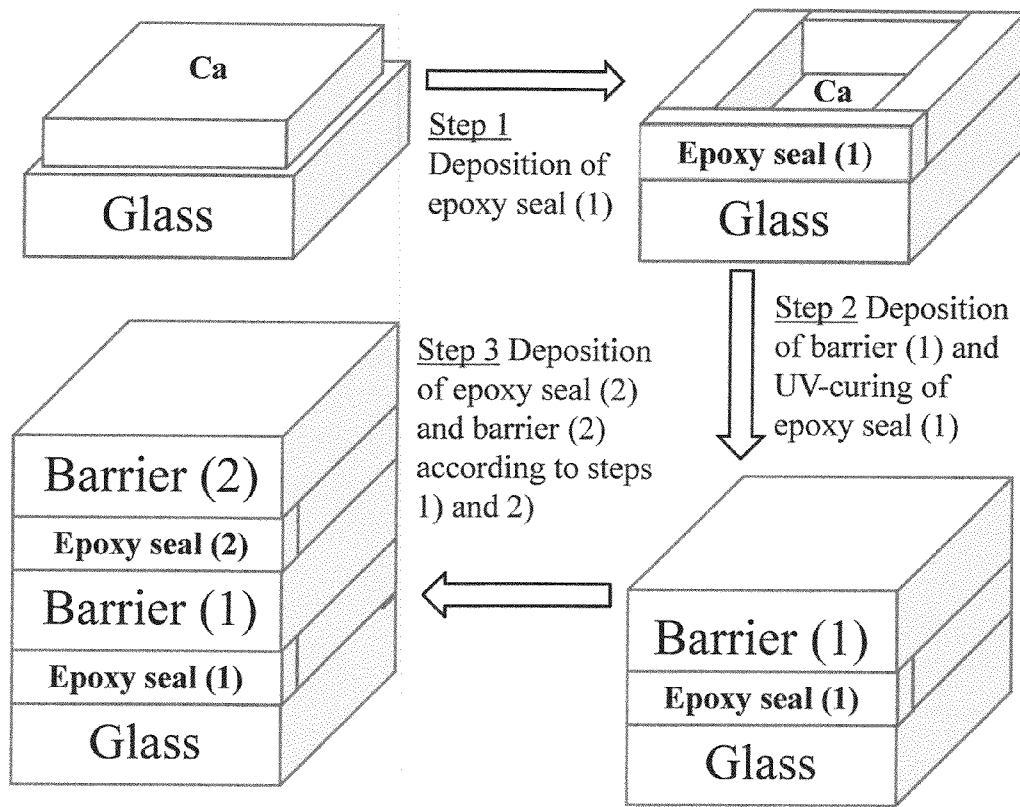 Ca
Glass
Step 1
Deposition of
epoxy seal (1)
Ca
Epoxy seal (1)
Glass
Step 2 Deposition
of barrier (1) and
UV-curing of
epoxy seal (1)
Barrier (1)
Epoxy seal (1)
Glass
Step 3 Deposition
of epoxy seal (2)
and barrier (2)
according to steps
1) and 2)
Barrier (2)
Epoxy seal (2)
Barrier (1)
Epoxy seal (1)
Glass